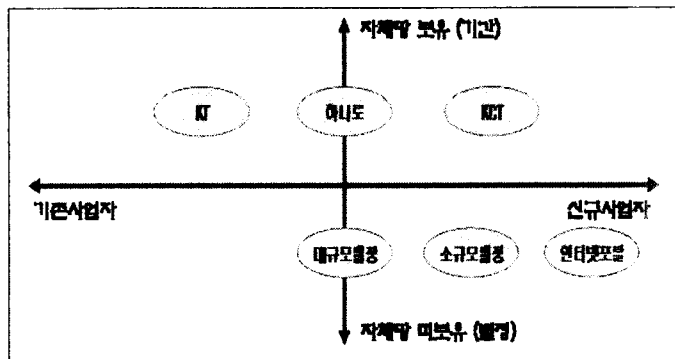 자체망 보유 (기간)
KT 하나로 KCT
기존사업자 신규사업자
대규모별정 소규모별정 인터넷포탈
자체망 미보유 (별정)